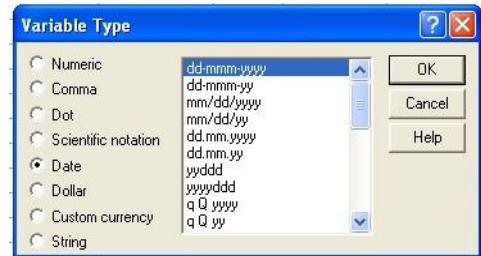 Variable Type
Numeric
Comma
Dot
Scientific notation
Date
Dollar
Custom currency
String
dd-mmm-yyyy
dd-mmm-yy
mm/dd/yyyy
mm/dd/yy
dd.mm.yyyy
dd.mm.yy
yyddd
yyyyddd
q Q yyyy
q Q yy
OK
Cancel
Help